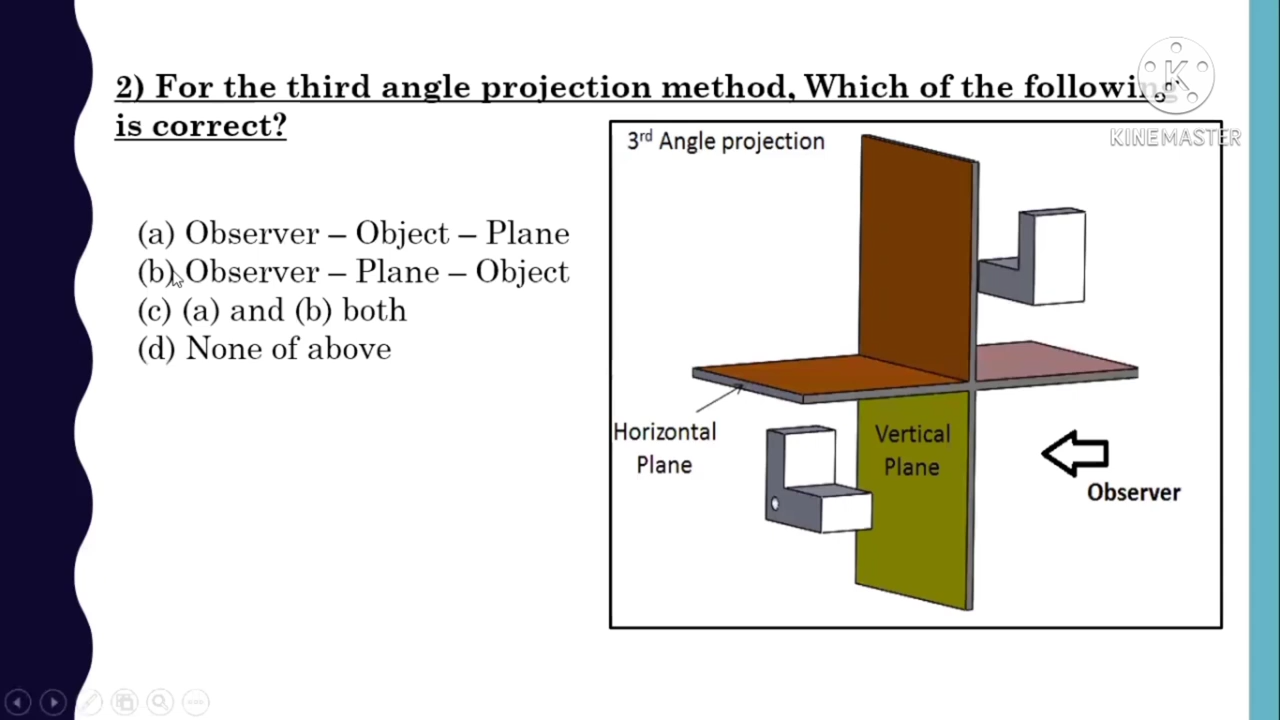 2) For the third angle projection method, Which of the following
is correct?
KINEMASTER
3rd Angle projection
(a) Observer – Object – Plane
(b) Observer – Plane – Object
(c) (a) and (b) both
(d) None of above
Horizontal
Plane
Vertical
Plane
Observer